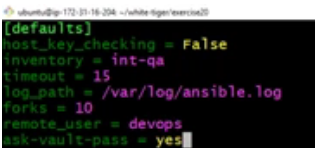 ubuntu@ip-172-31-16-204: ~/white-tiger/exercise20
[defaults]
host_key_checking = False
inventory = int-qa
timeout = 15
log_path = /var/log/ansible.log
forks = 10
remote_user = devops
ask-vault-pass = yes